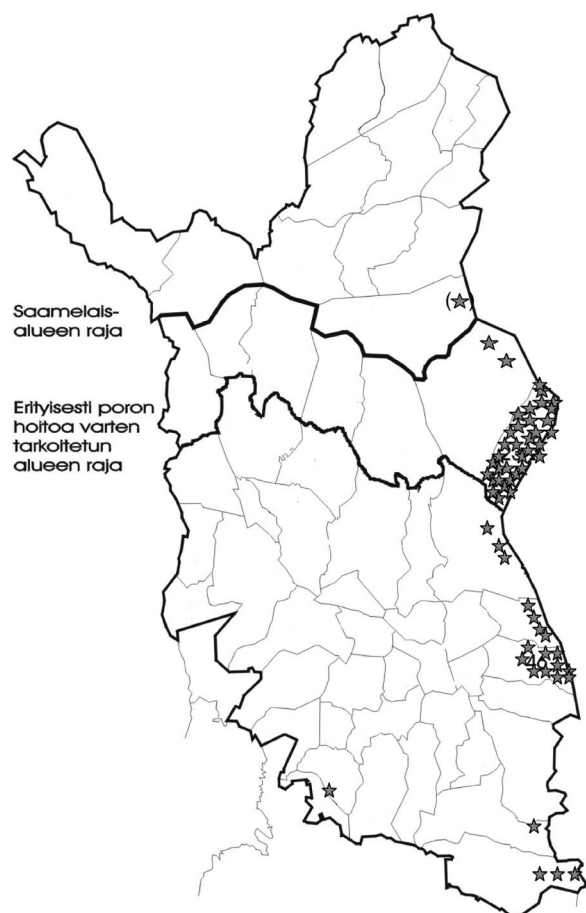 Saamelais-
alueen raja
Erityisesti poron
hoitoa varten
tarkoitetun
alueen raja